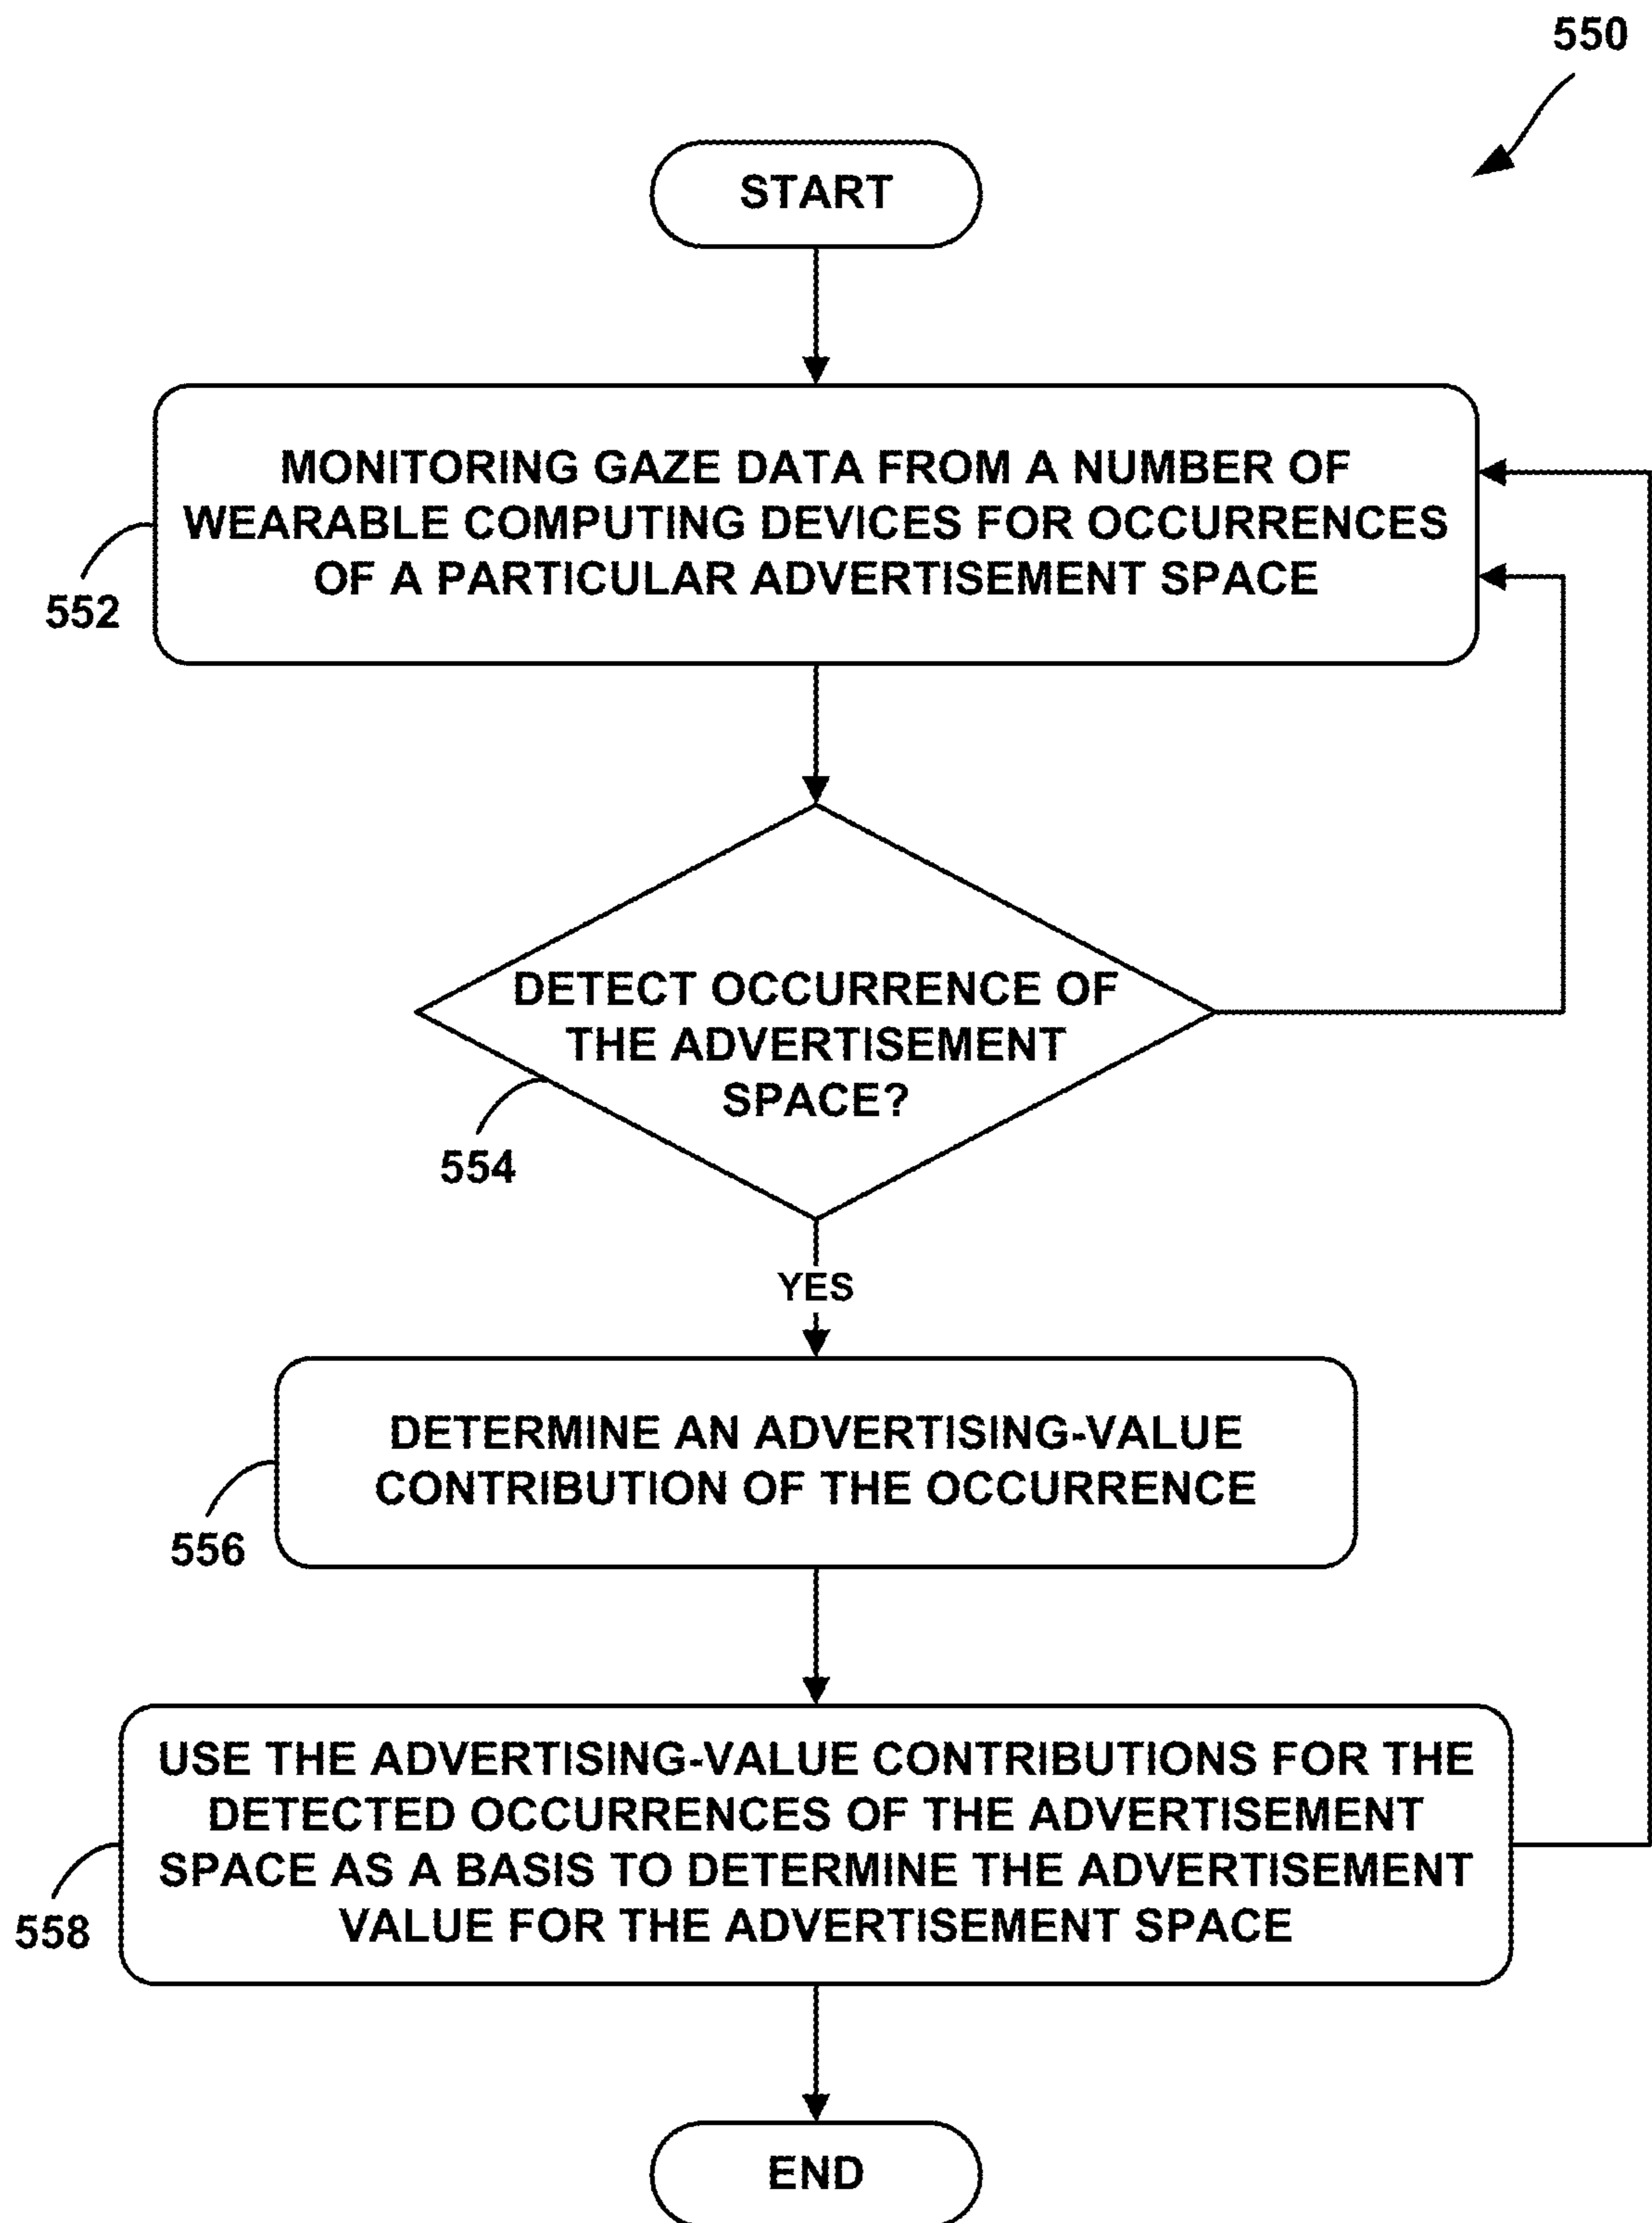 550
START
MONITORING GAZE DATA FROM A NUMBER OF
WEARABLE COMPUTING DEVICES FOR OCCURRENCES
OF A PARTICULAR ADVERTISEMENT SPACE
552
DETECT OCCURRENCE OF
THE ADVERTISEMENT
SPACE?
554
YES
DETERMINE AN ADVERTISING-VALUE
CONTRIBUTION OF THE OCCURRENCE
556
USE THE ADVERTISING-VALUE CONTRIBUTIONS FOR THE
DETECTED OCCURRENCES OF THE ADVERTISEMENT
SPACE AS A BASIS TO DETERMINE THE ADVERTISEMENT
VALUE FOR THE ADVERTISEMENT SPACE
558
END